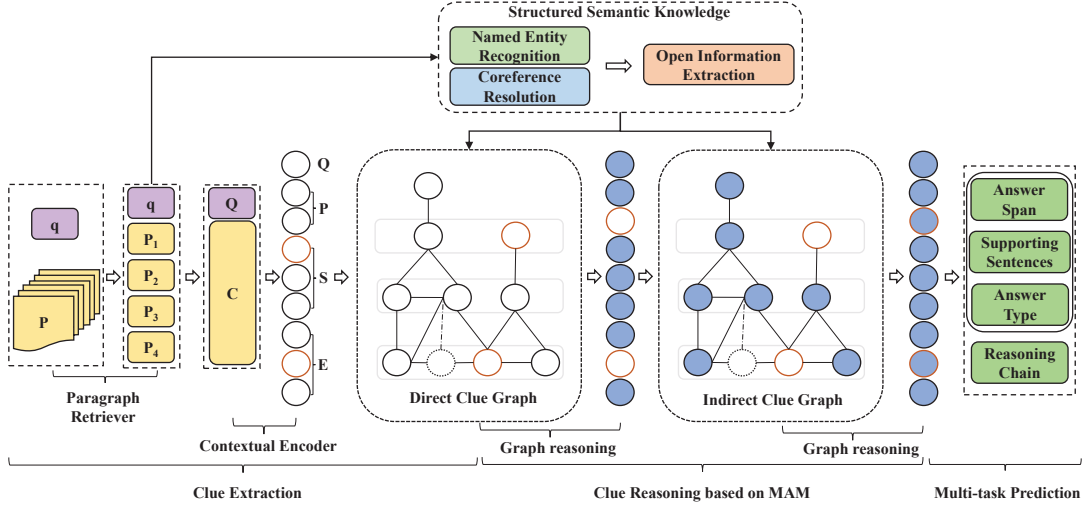 Structured Semantic Knowledge
Named Entity
Recognition
Coreference
Resolution
Open Information
Extraction
q
P
q
P1
P2
P3
P4
Q
C
Q
P
S
E
Direct Clue Graph
Indirect Clue Graph
Answer
Span
Supporting
Sentences
Answer
Type
Reasoning
Chain
Paragraph
Retriever
Contextual Encoder
Graph reasoning
Graph reasoning
Clue Extraction
Clue Reasoning based on MAM
Multi-task Prediction